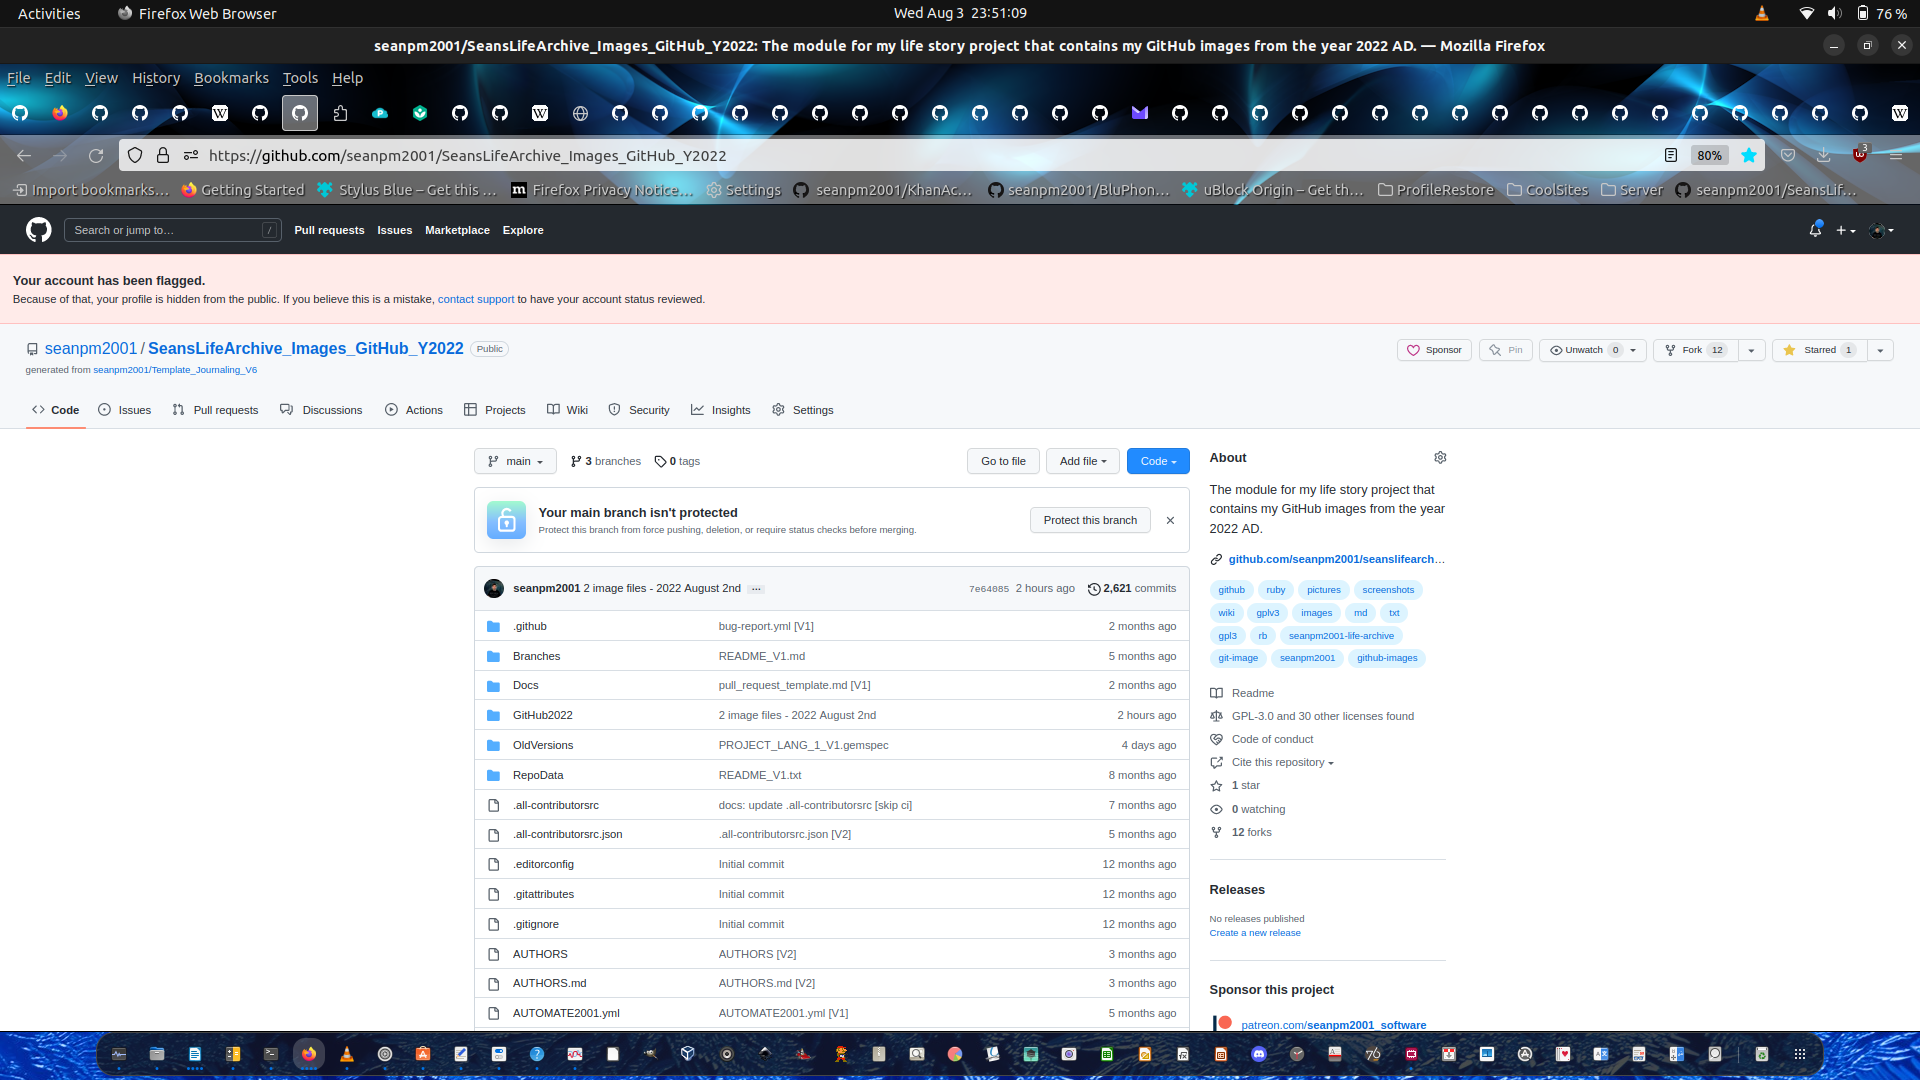 Activities Firefox Web Browser Wed Aug 3 23:51:09 76 %
seanpm2001/SeansLifeArchive_Images_GitHub_Y2022: The module for my life story project that contains my GitHub images from the year 2022 AD. — Mozilla Firefox
File Edit View History Bookmarks Tools Help
https://github.com/seanpm2001/SeansLifeArchive_Images_GitHub_Y2022 80% 3
Import bookmarks… Getting Started Stylus Blue – Get this … Firefox Privacy Notice… Settings seanpm2001/KhanAc… seanpm2001/BluPhon… uBlock Origin – Get th… ProfileRestore CoolSites Server seanpm2001/SeansLif…
Search or jump to… / Pull requests Issues Marketplace Explore
Your account has been flagged.
Because of that, your profile is hidden from the public. If you believe this is a mistake, contact support to have your account status reviewed.
seanpm2001 / SeansLifeArchive_Images_GitHub_Y2022 Public Sponsor Pin Unwatch 0 Fork 12 Starred 1
generated from seanpm2001/Template_Journaling_V6
Code Issues Pull requests Discussions Actions Projects Wiki Security Insights Settings
main 3 branches 0 tags Go to file Add file Code
Your main branch isn't protected
Protect this branch from force pushing, deletion, or require status checks before merging.
Protect this branch
seanpm2001 2 image files - 2022 August 2nd … 7e64085 2 hours ago 2,621 commits
.github bug-report.yml [V1] 2 months ago
Branches README_V1.md 5 months ago
Docs pull_request_template.md [V1] 2 months ago
GitHub2022 2 image files - 2022 August 2nd 2 hours ago
OldVersions PROJECT_LANG_1_V1.gemspec 4 days ago
RepoData README_V1.txt 8 months ago
.all-contributorsrc docs: update .all-contributorsrc [skip ci] 7 months ago
.all-contributorsrc.json .all-contributorsrc.json [V2] 5 months ago
.editorconfig Initial commit 12 months ago
.gitattributes Initial commit 12 months ago
.gitignore Initial commit 12 months ago
AUTHORS AUTHORS [V2] 3 months ago
AUTHORS.md AUTHORS.md [V2] 3 months ago
AUTOMATE2001.yml AUTOMATE2001.yml [V1] 5 months ago
About
The module for my life story project that
contains my GitHub images from the year
2022 AD.
github.com/seanpm2001/seanslifearch…
github ruby pictures screenshots
wiki gplv3 images md txt
gpl3 rb seanpm2001-life-archive
git-image seanpm2001 github-images
Readme
GPL-3.0 and 30 other licenses found
Code of conduct
Cite this repository
1 star
0 watching
12 forks
Releases
No releases published
Create a new release
Sponsor this project
patreon.com/seanpm2001_software